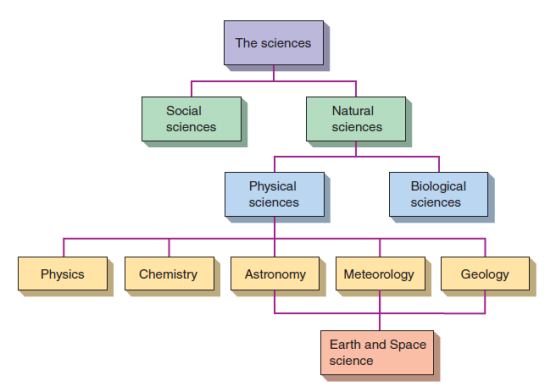 The sciences
Social
sciences
Natural
sciences
Physical
sciences
Biological
sciences
Physics
Chemistry
Astronomy
Meteorology
Geology
Earth and Space
science